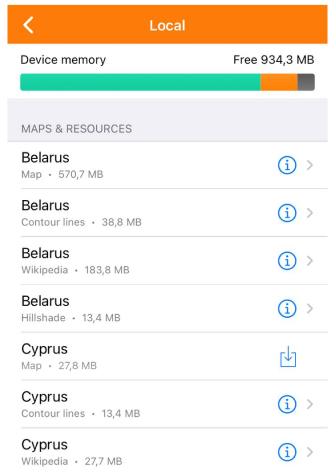 Local
Device memory Free 934,3 MB
MAPS & RESOURCES
Belarus
Map • 570,7 MB
Belarus
Contour lines • 38,8 MB
Belarus
Wikipedia • 183,8 MB
Belarus
Hillshade • 13,4 MB
Cyprus
Map • 27,8 MB
Cyprus
Contour lines • 13,4 MB
Cyprus
Wikipedia • 27,7 MB